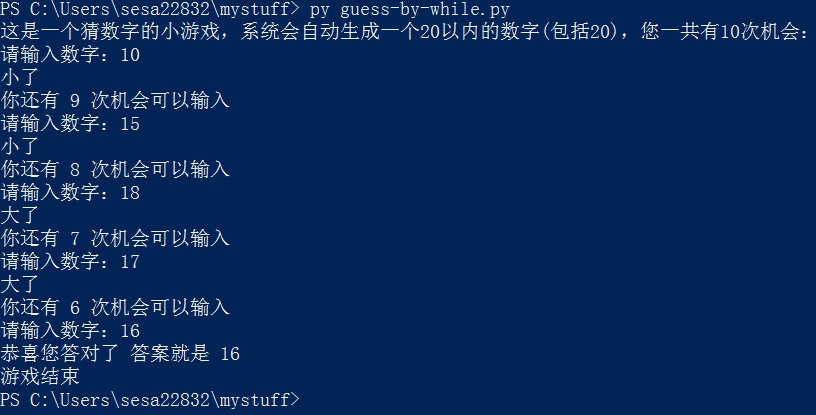 PS C:\Users\sesa22832\mystuff> py guess-by-while.py
这是一个猜数字的小游戏，系统会自动生成一个20以内的数字(包括20)，您一共有10次机会：
请输入数字：10
小了
你还有 9 次机会可以输入
请输入数字：15
小了
你还有 8 次机会可以输入
请输入数字：18
大了
你还有 7 次机会可以输入
请输入数字：17
大了
你还有 6 次机会可以输入
请输入数字：16
恭喜您答对了 答案就是 16
游戏结束
PS C:\Users\sesa22832\mystuff>